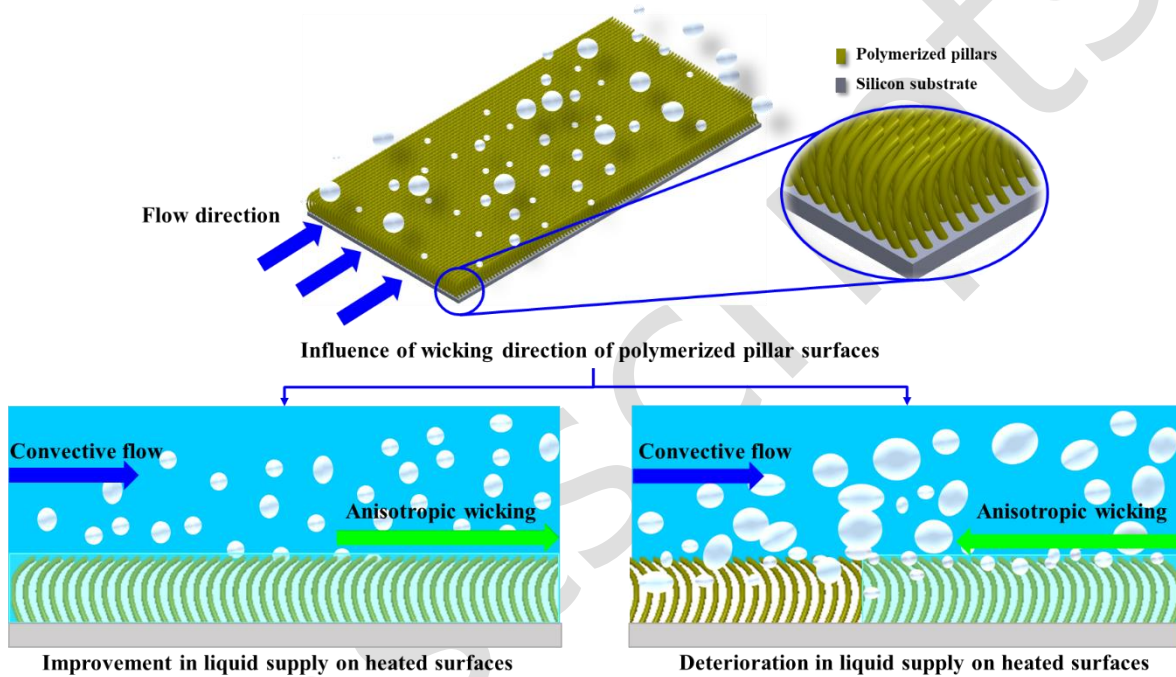 Polymerized pillars
Silicon substrate
Flow direction
Influence of wicking direction of polymerized pillar surfaces
Convective flow
Anisotropic wicking
Improvement in liquid supply on heated surfaces
Convective flow
Anisotropic wicking
Deterioration in liquid supply on heated surfaces